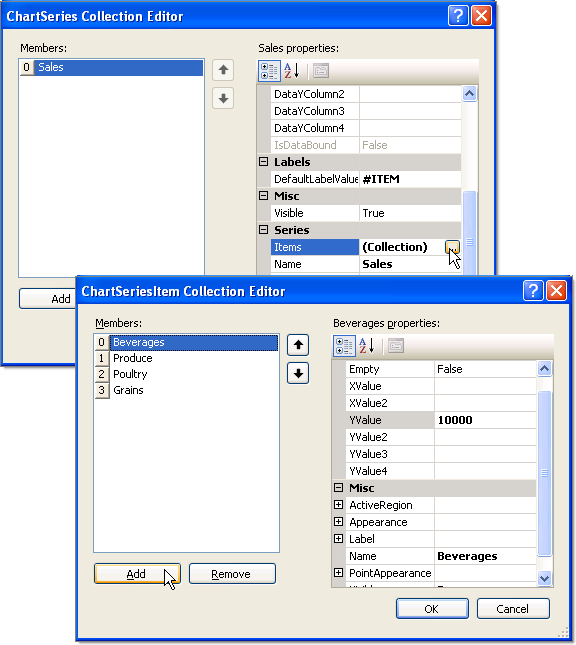 ChartSeries Collection Editor
Members:
0 Sales
Sales properties:
DataYColumn2
DataYColumn3
DataYColumn4
IsDataBound False
Labels
DefaultLabelValue #ITEM
Misc
Visible True
Series
Items (Collection)
Name Sales
Add
ChartSeriesItem Collection Editor
Members:
0 Beverages
1 Produce
2 Poultry
3 Grains
Add
Remove
Beverages properties:
Empty False
XValue
XValue2
YValue 10000
YValue2
YValue3
YValue4
Misc
ActiveRegion
Appearance
Label
Name Beverages
PointAppearance
OK
Cancel